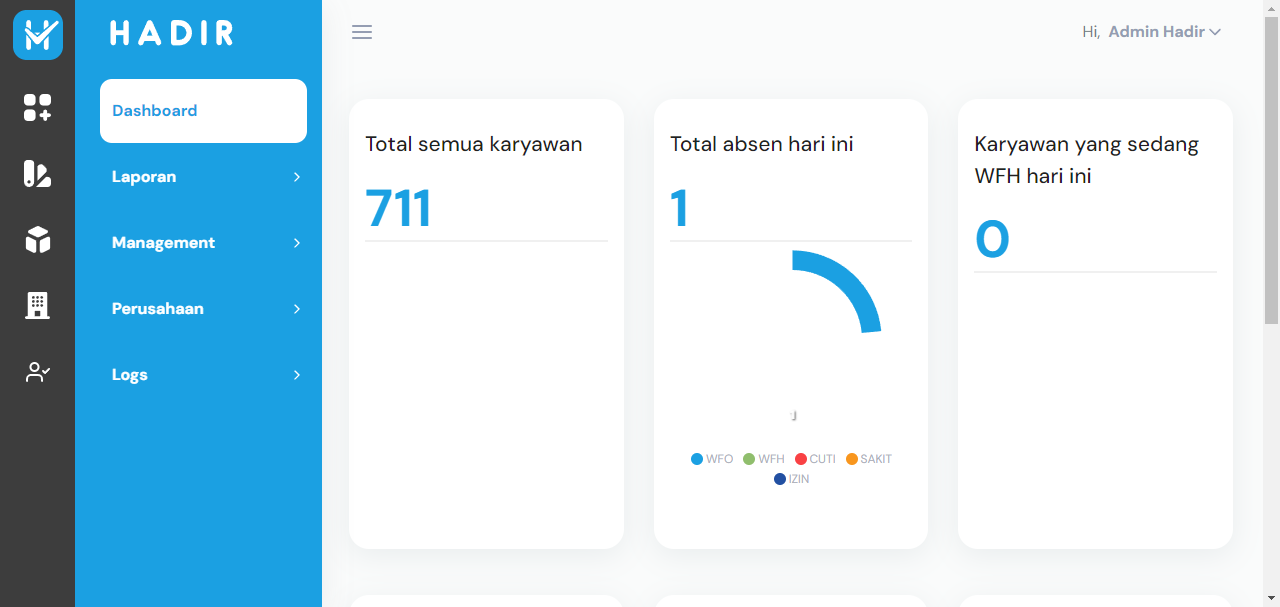 HADIR
Hi, Admin Hadir
Dashboard
Laporan
Management
Perusahaan
Logs
Total semua karyawan
711
Total absen hari ini
1
1
WFO WFH CUTI SAKIT
IZIN
Karyawan yang sedang
WFH hari ini
0